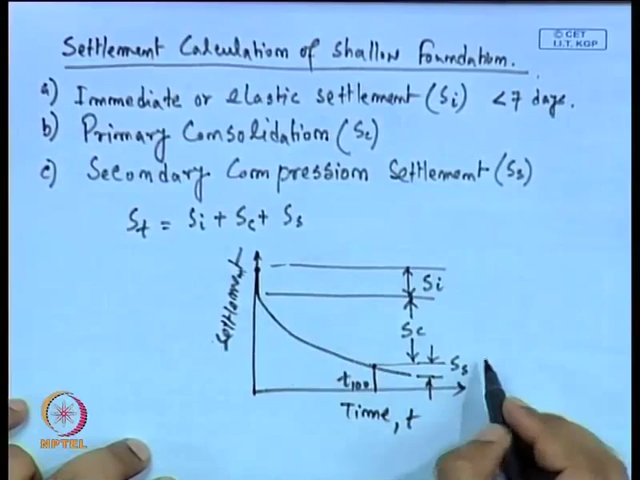 Settlement Calculation of Shallow Foundation.
© CET
I.I.T. KGP
a) Immediate or elastic settlement (Si) < 7 days.
b) Primary Consolidation (Sc)
c) Secondary Compression Settlement (Ss)
St = Si + Sc + Ss
Settlement
Si
Sc
Ss
t100
Time, t
NPTEL